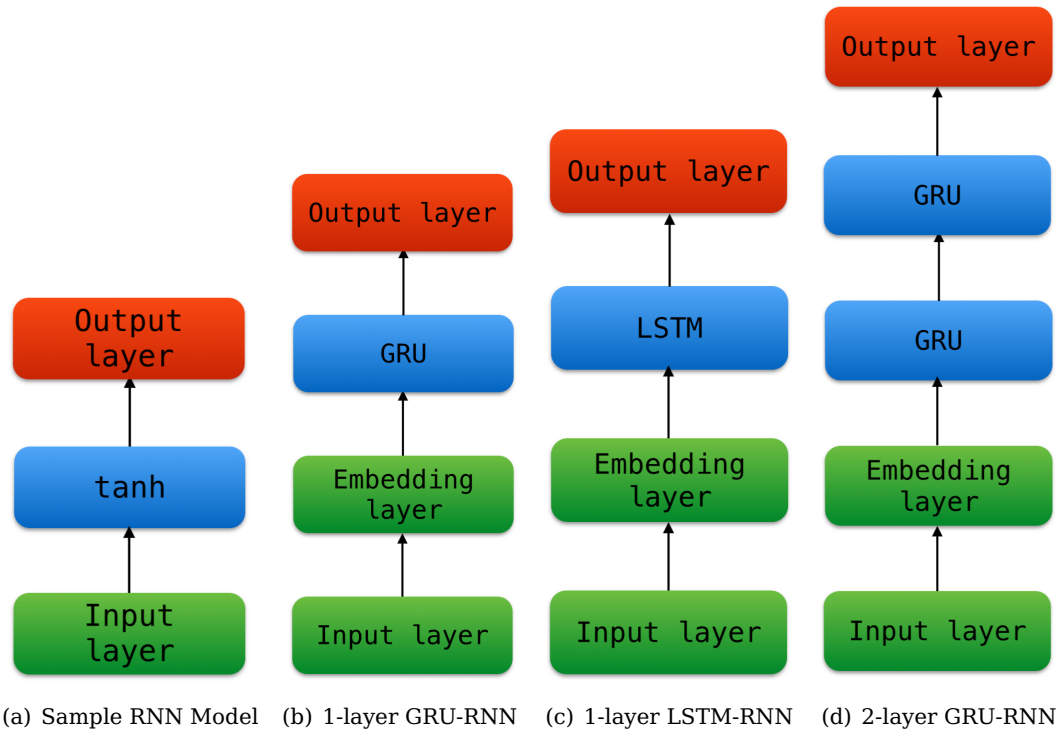 Output
layer
tanh
Input
layer
(a) Sample RNN Model
Output layer
GRU
Embedding
layer
Input layer
(b) 1-layer GRU-RNN
Output layer
LSTM
Embedding
layer
Input layer
(c) 1-layer LSTM-RNN
Output layer
GRU
GRU
Embedding
layer
Input layer
(d) 2-layer GRU-RNN